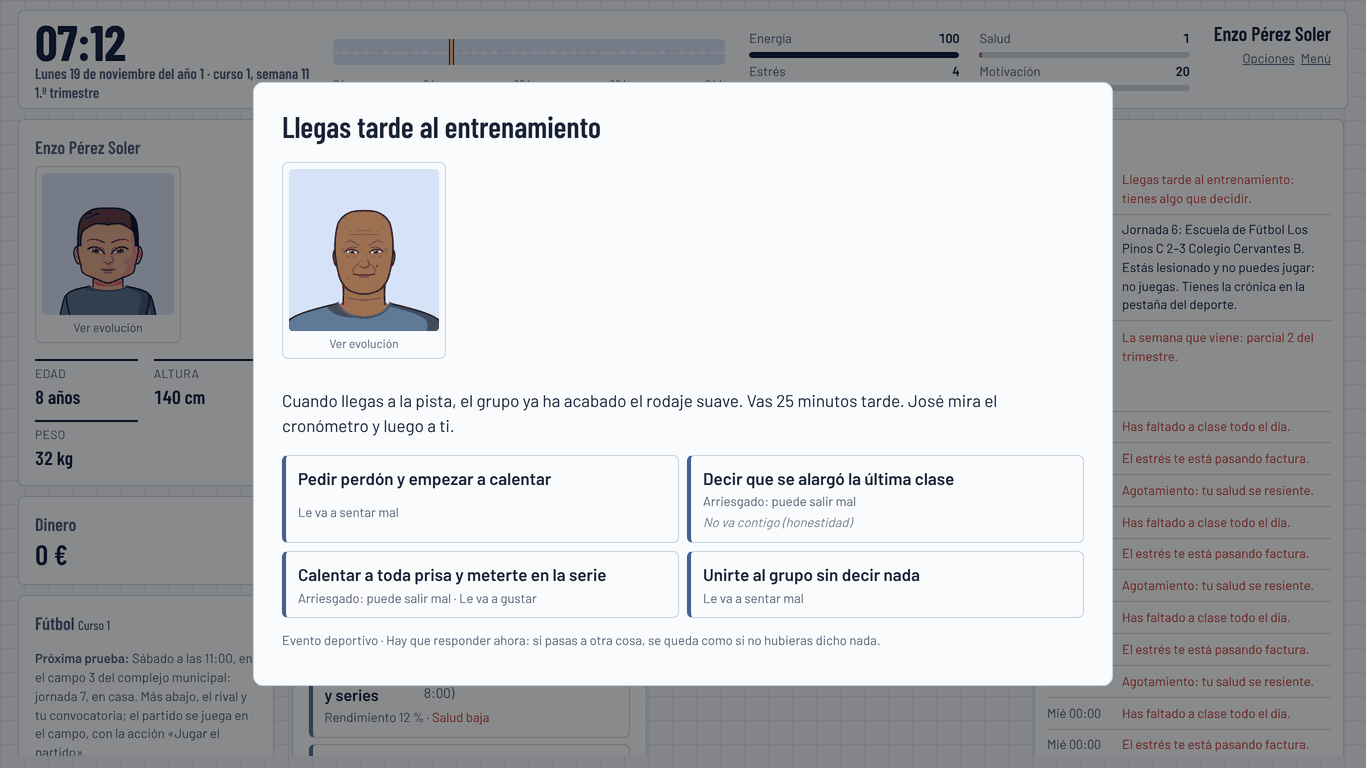 07:12
Lunes 19 de noviembre del año 1 · curso 1, semana 11
1.º trimestre
Energía 100
Salud 1
Estrés 4
Motivación 20
Enzo Pérez Soler
Opciones Menú
Enzo Pérez Soler
Ver evolución
EDAD
8 años
ALTURA
140 cm
PESO
32 kg
Dinero
0 €
Fútbol Curso 1
Próxima prueba: Sábado a las 11:00, en
el campo 3 del complejo municipal:
jornada 7, en casa. Más abajo, el rival y
tu convocatoria; el partido se juega en
el campo, con la acción «Jugar el
partido».
Llegas tarde al entrenamiento
Ver evolución
Cuando llegas a la pista, el grupo ya ha acabado el rodaje suave. Vas 25 minutos tarde. José mira el
cronómetro y luego a ti.
Pedir perdón y empezar a calentar
Le va a sentar mal
Decir que se alargó la última clase
Arriesgado: puede salir mal
No va contigo (honestidad)
Calentar a toda prisa y meterte en la serie
Arriesgado: puede salir mal · Le va a gustar
Unirte al grupo sin decir nada
Le va a sentar mal
Evento deportivo · Hay que responder ahora: si pasas a otra cosa, se queda como si no hubieras dicho nada.
y series
8:00)
Rendimiento 12 % · Salud baja
Llegas tarde al entrenamiento:
tienes algo que decidir.
Jornada 6: Escuela de Fútbol Los
Pinos C 2–3 Colegio Cervantes B.
Estás lesionado y no puedes jugar:
no juegas. Tienes la crónica en la
pestaña del deporte.
La semana que viene: parcial 2 del
trimestre.
Has faltado a clase todo el día.
El estrés te está pasando factura.
Agotamiento: tu salud se resiente.
Has faltado a clase todo el día.
El estrés te está pasando factura.
Agotamiento: tu salud se resiente.
Has faltado a clase todo el día.
El estrés te está pasando factura.
Agotamiento: tu salud se resiente.
Mié 00:00 Has faltado a clase todo el día.
Mié 00:00 El estrés te está pasando factura.